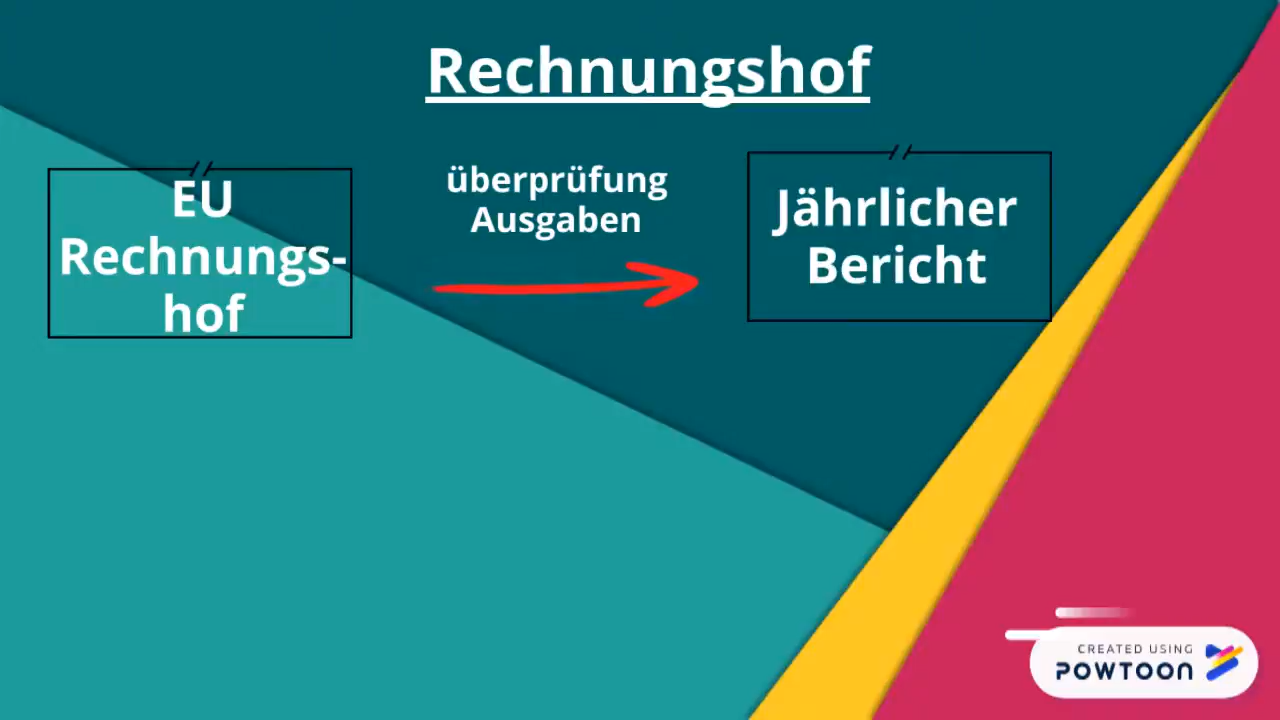 Rechnungshof
EU
Rechnungs-
hof
überprüfung
Ausgaben
Jährlicher
Bericht
CREATED USING
POWTOON